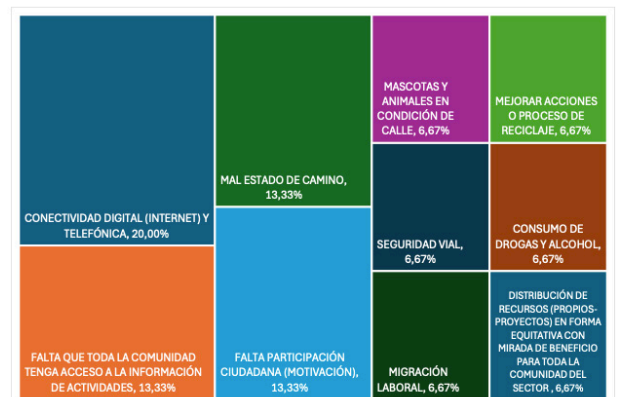 CONECTIVIDAD DIGITAL (INTERNET) Y
TELEFÓNICA, 20,00%
FALTA QUE TODA LA COMUNIDAD
TENGA ACCESO A LA INFORMACIÓN
DE ACTIVIDADES, 13,33%
MAL ESTADO DE CAMINO,
13,33%
FALTA PARTICIPACIÓN
CIUDADANA (MOTIVACIÓN),
13,33%
MASCOTAS Y
ANIMALES EN
CONDICIÓN DE
CALLE, 6,67%
MEJORAR ACCIONES
O PROCESO DE
RECICLAJE, 6,67%
SEGURIDAD VIAL,
6,67%
CONSUMO DE
DROGAS Y ALCOHOL,
6,67%
MIGRACIÓN
LABORAL, 6,67%
DISTRIBUCIÓN DE
RECURSOS (PROPIOS-
PROYECTOS) EN FORMA
EQUITATIVA CON
MIRADA DE BENEFICIO
PARA TODA LA
COMUNIDAD DEL
SECTOR , 6,67%